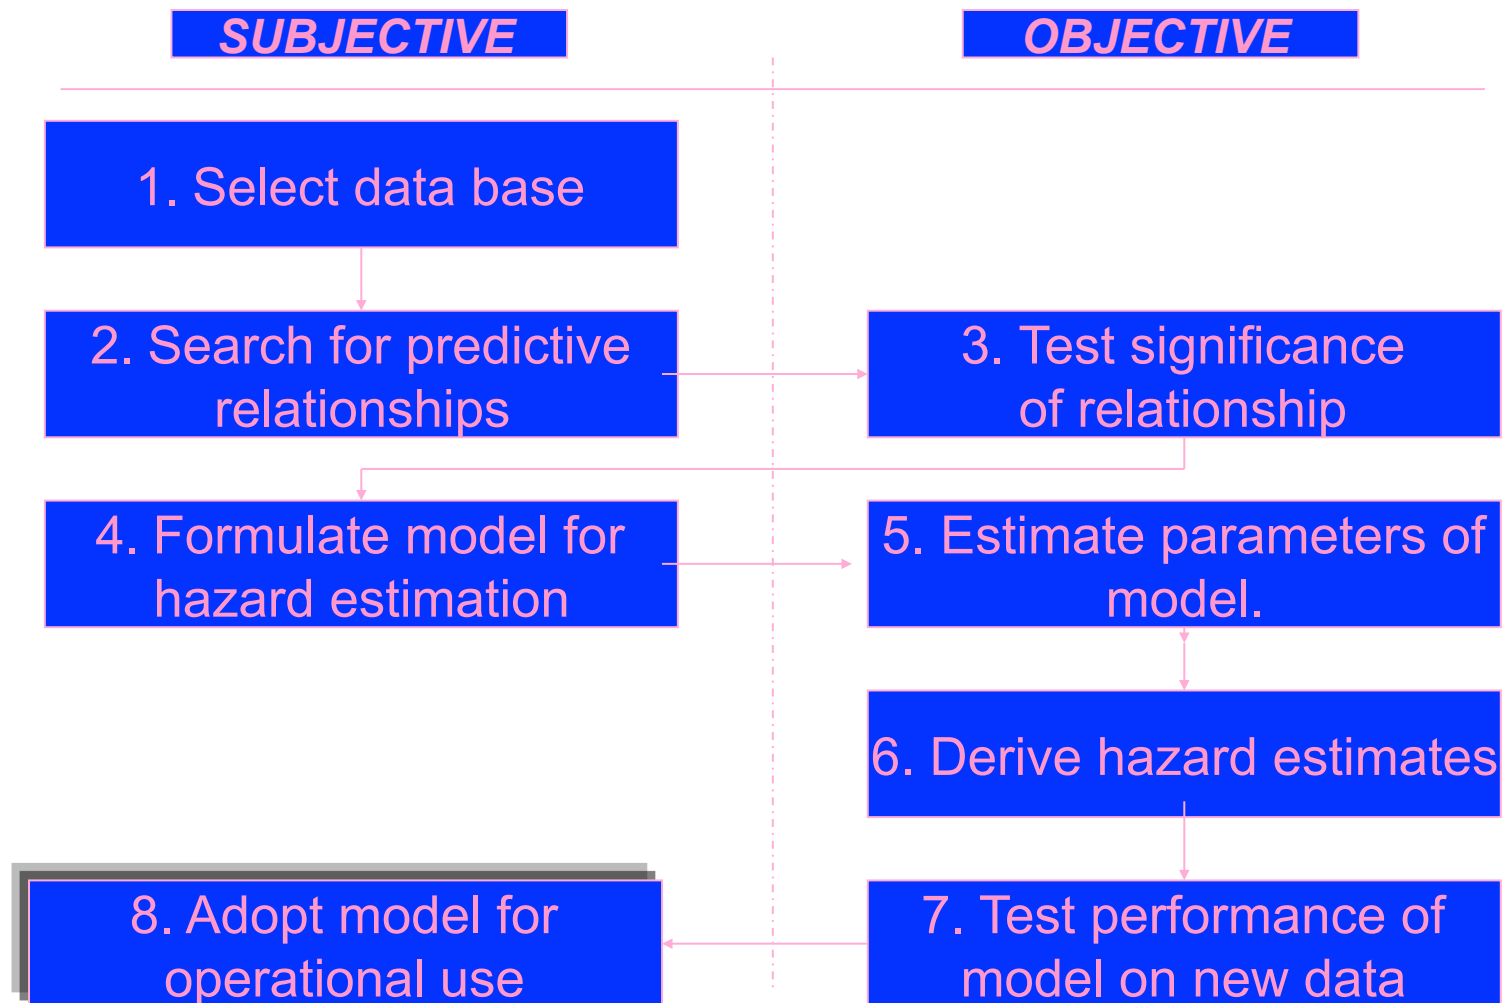 SUBJECTIVE
OBJECTIVE
1. Select data base
2. Search for predictive
relationships
3. Test significance
of relationship
4. Formulate model for
hazard estimation
5. Estimate parameters of
model.
6. Derive hazard estimates
7. Test performance of
model on new data
8. Adopt model for
operational use